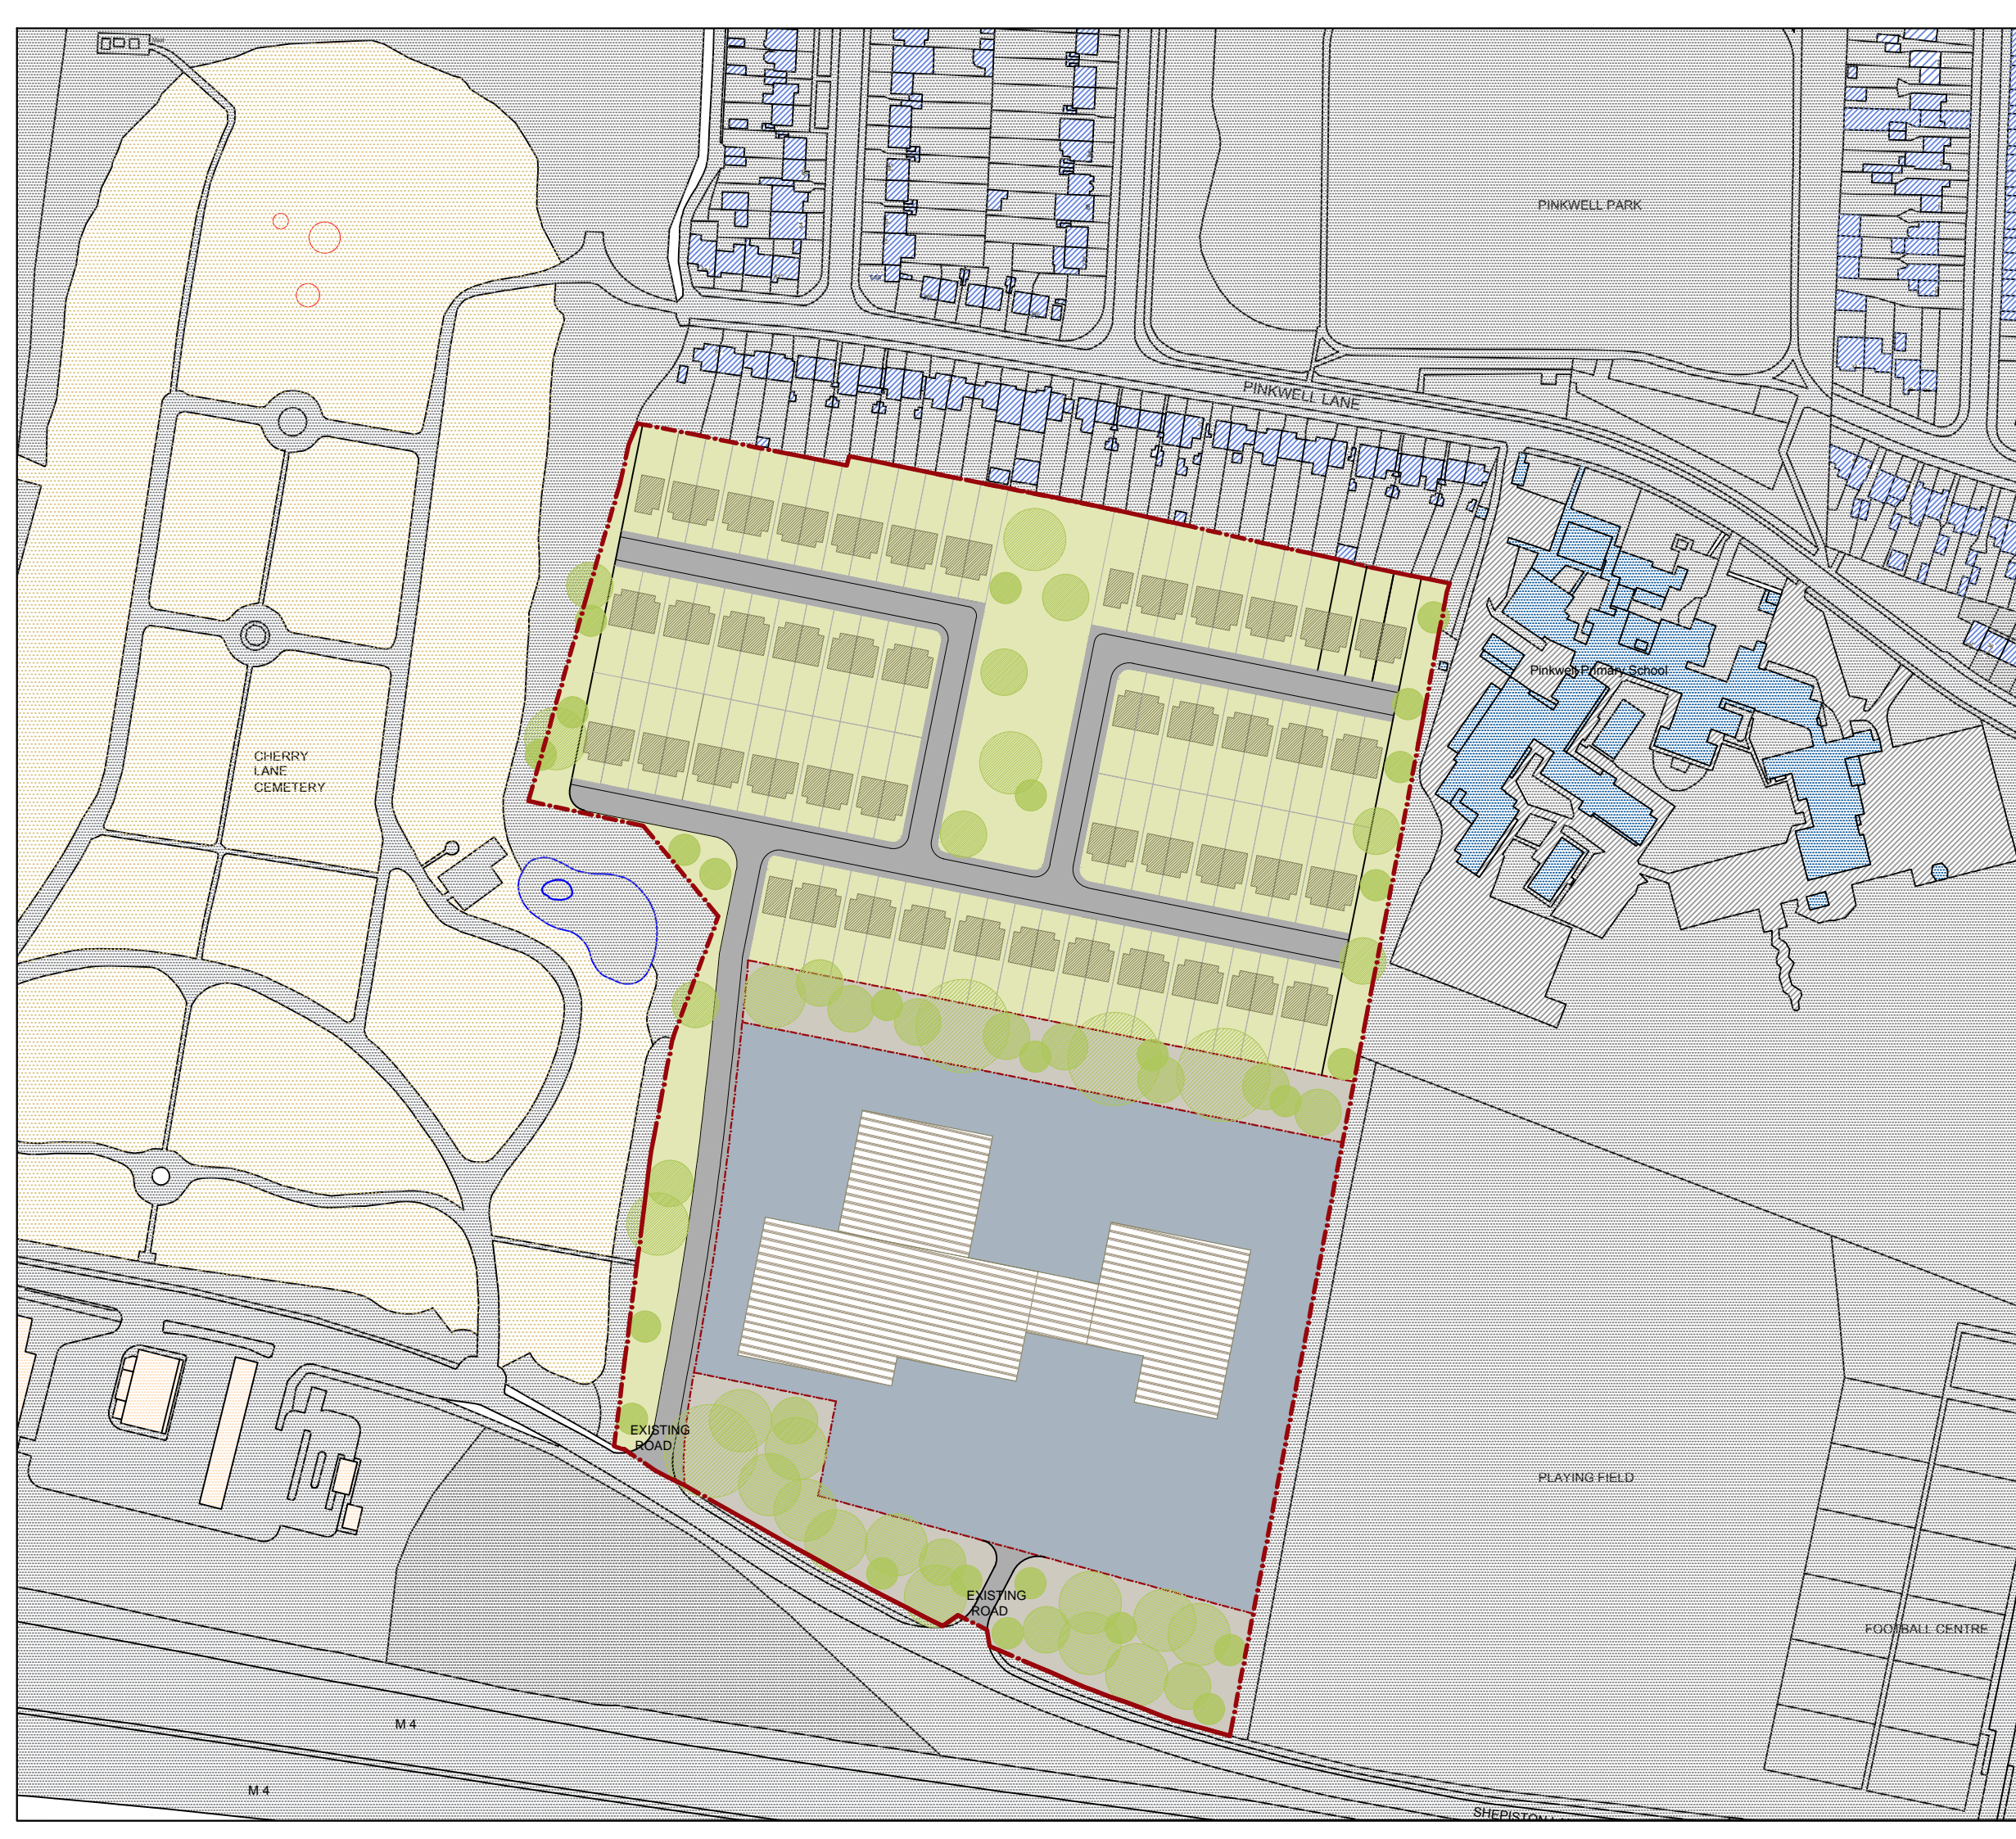 PINKWELL PARK
PINKWELL LANE
Pinkwell Primary School
CHERRY
LANE
CEMETERY
EXISTING
ROAD
PLAYING FIELD
EXISTING
ROAD
FOOTBALL CENTRE
M 4
M 4
SHEPISTON